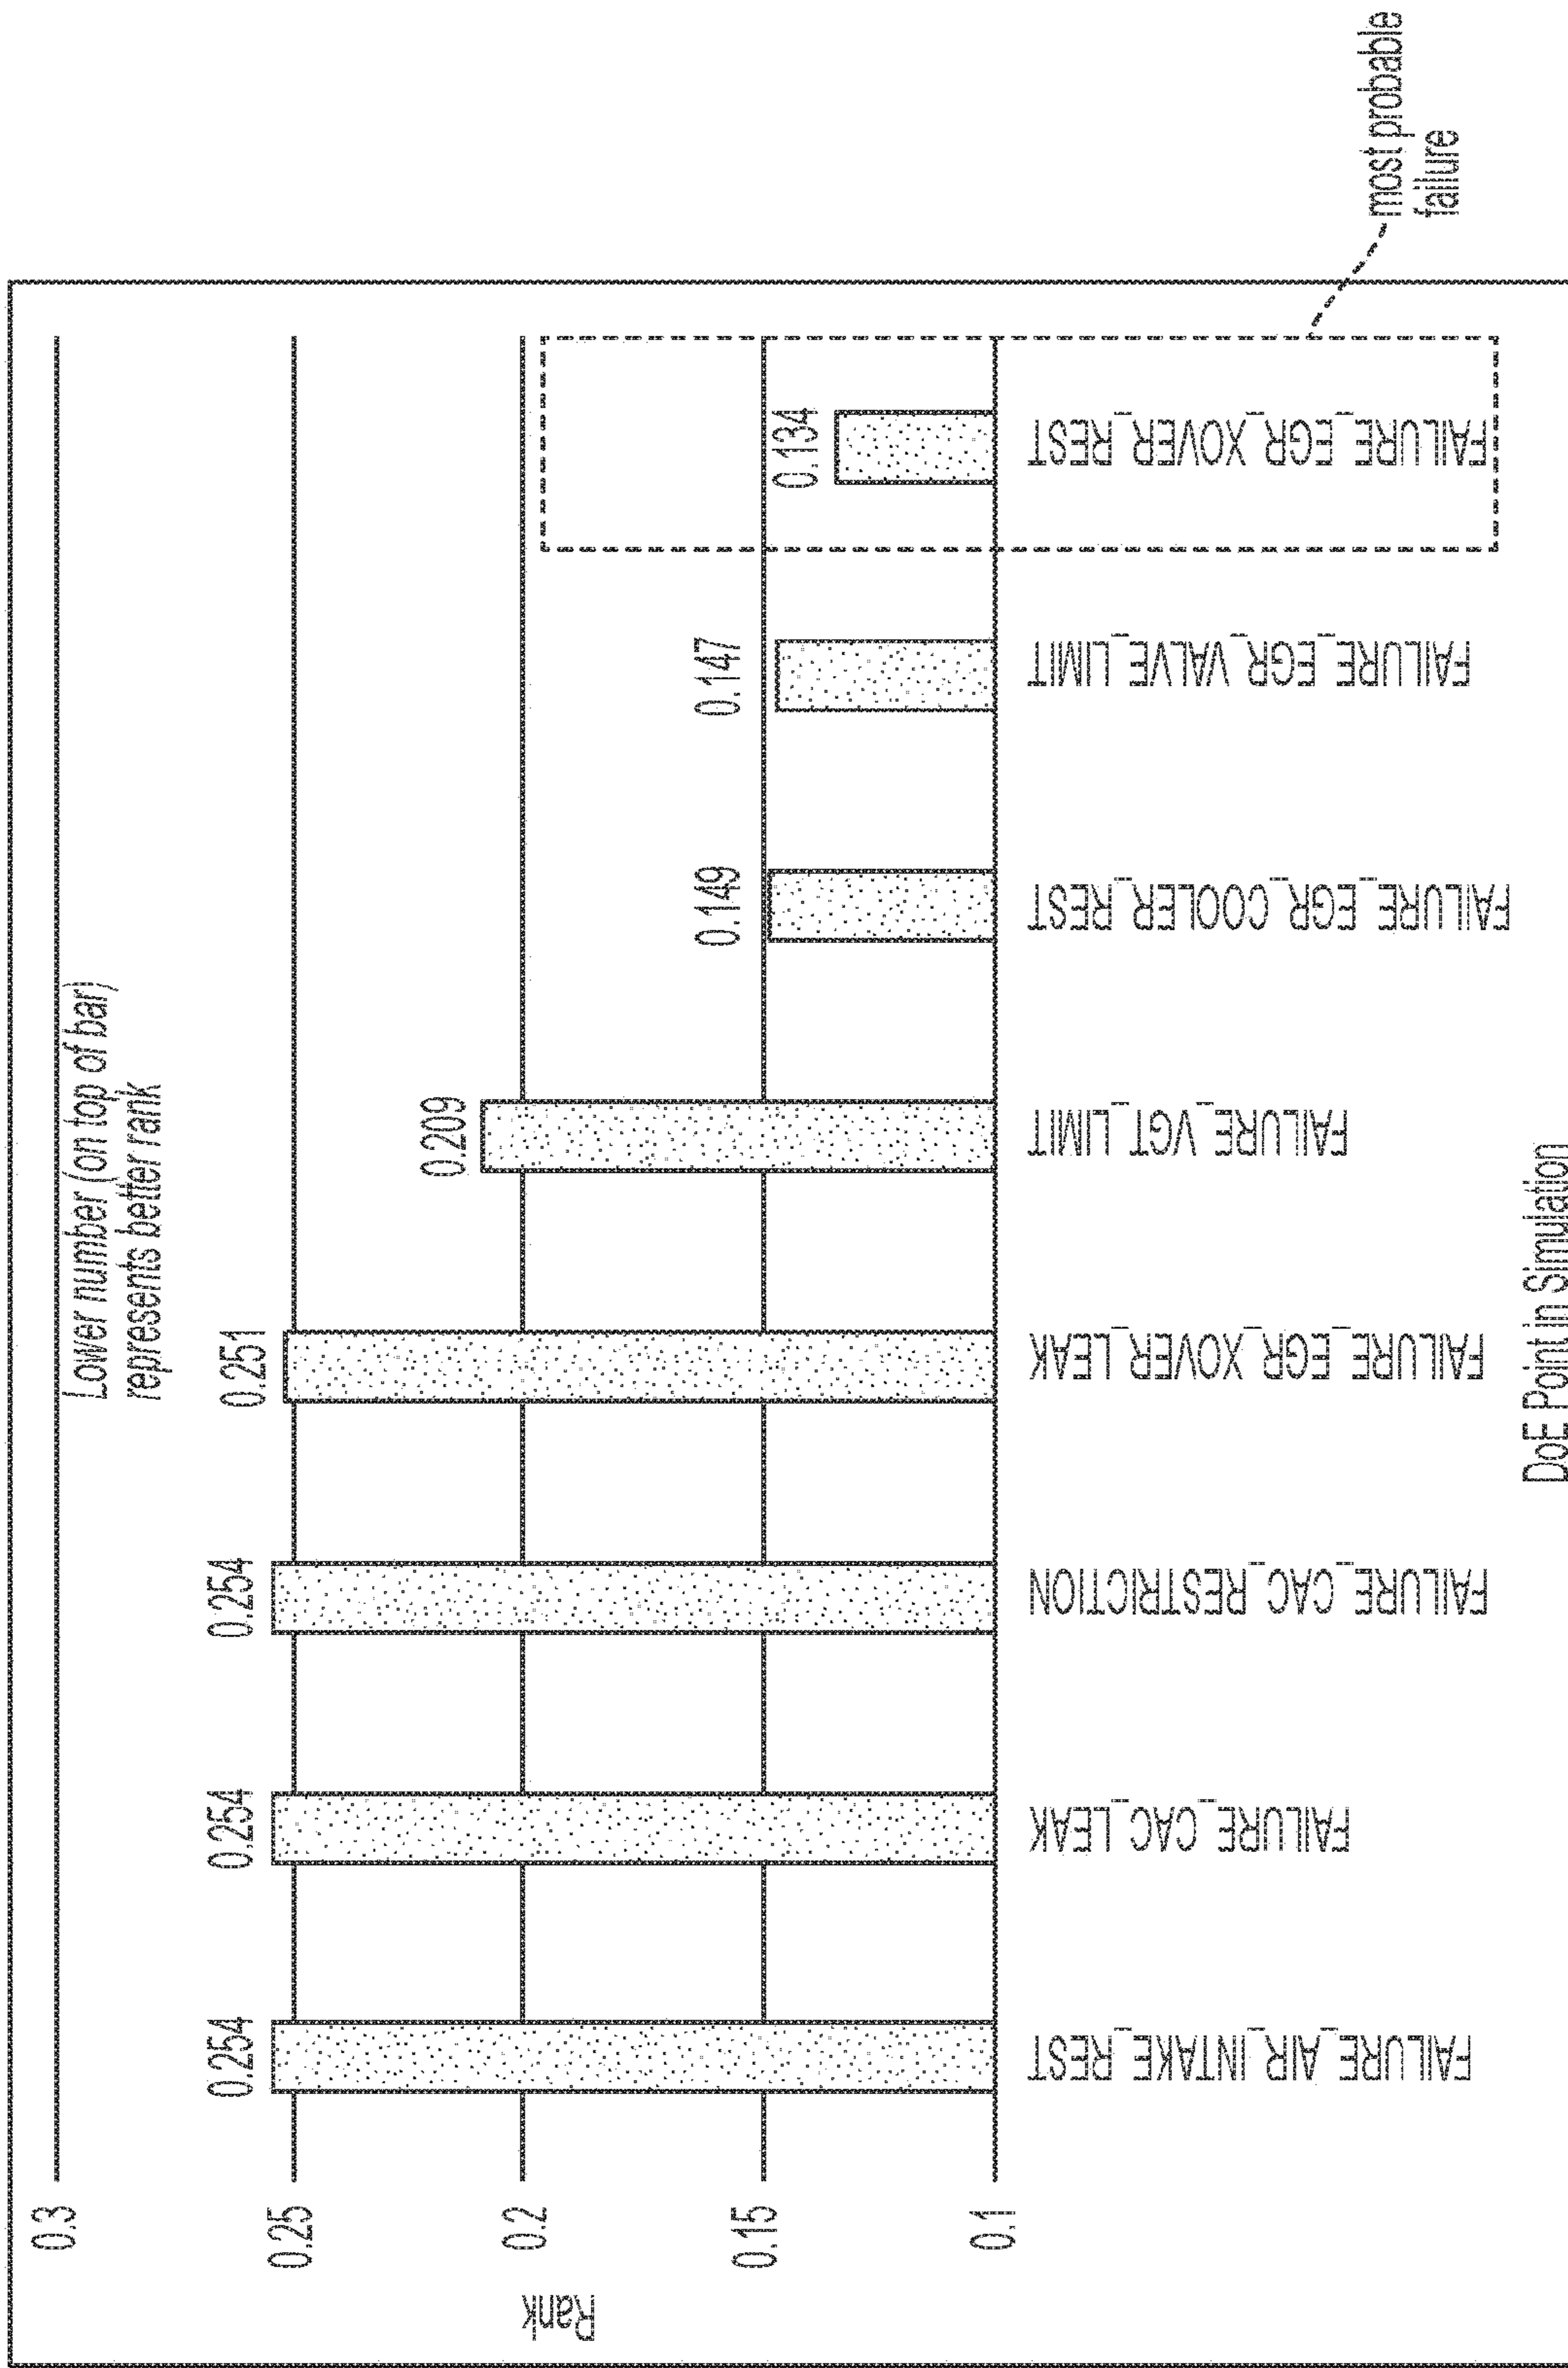 Lower number (on top of bar)
represents better rank
Rank
0.3
0.25
0.2
0.15
0.1
0.254
0.254
0.254
0.251
0.209
0.149
0.147
0.134
FAILURE_AIR_INTAKE_REST
FAILURE_CAC_LEAK
FAILURE_CAC_RESTRICTION
FAILURE_EGR_XOVER_LEAK
FAILURE_VGT_LIMIT
FAILURE_EGR_COOLER_REST
FAILURE_EGR_VALVE_LIMIT
FAILURE_EGR_XOVER_REST
most probable
failure
DoE Point in Simulation